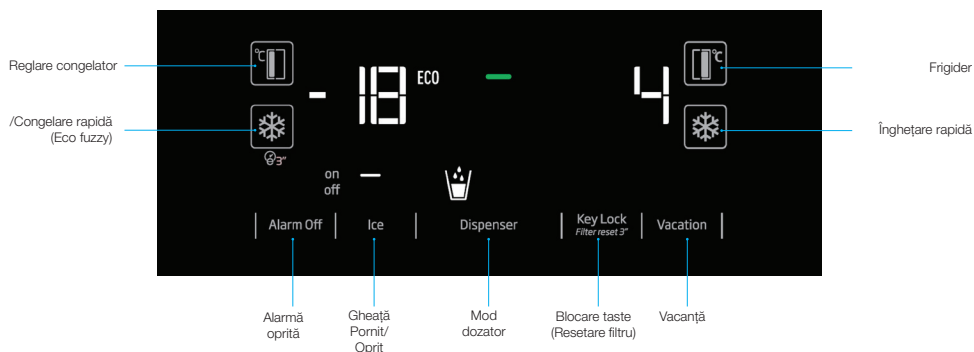 Reglare congelator
/Congelare rapidă
(Eco fuzzy)
°C
3"
- 18 ECO
4
°C
on
off
Alarm Off
Ice
Dispenser
Key Lock
Filter reset 3"
Vacation
Frigider
Înghețare rapidă
Alarmă
oprită
Gheață
Pornit/
Oprit
Mod
dozator
Blocare taste
(Resetare filtru)
Vacanță